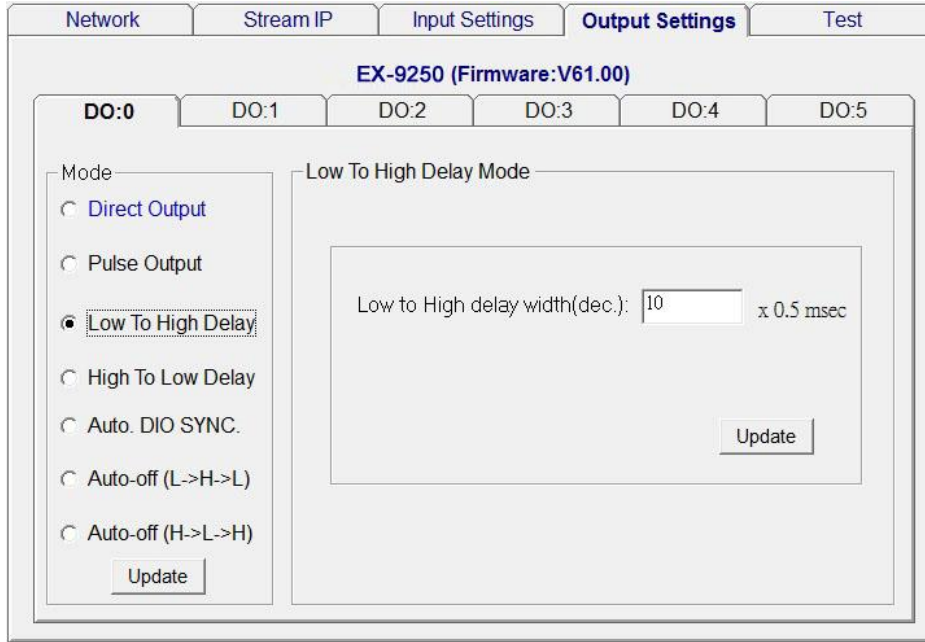 Network Stream IP Input Settings Output Settings Test
EX-9250 (Firmware:V61.00)
DO:0 DO:1 DO:2 DO:3 DO:4 DO:5
Mode
Direct Output
Pulse Output
Low To High Delay
High To Low Delay
Auto. DIO SYNC.
Auto-off (L->H->L)
Auto-off (H->L->H)
Update
Low To High Delay Mode
Low to High delay width(dec.): 10 x 0.5 msec
Update